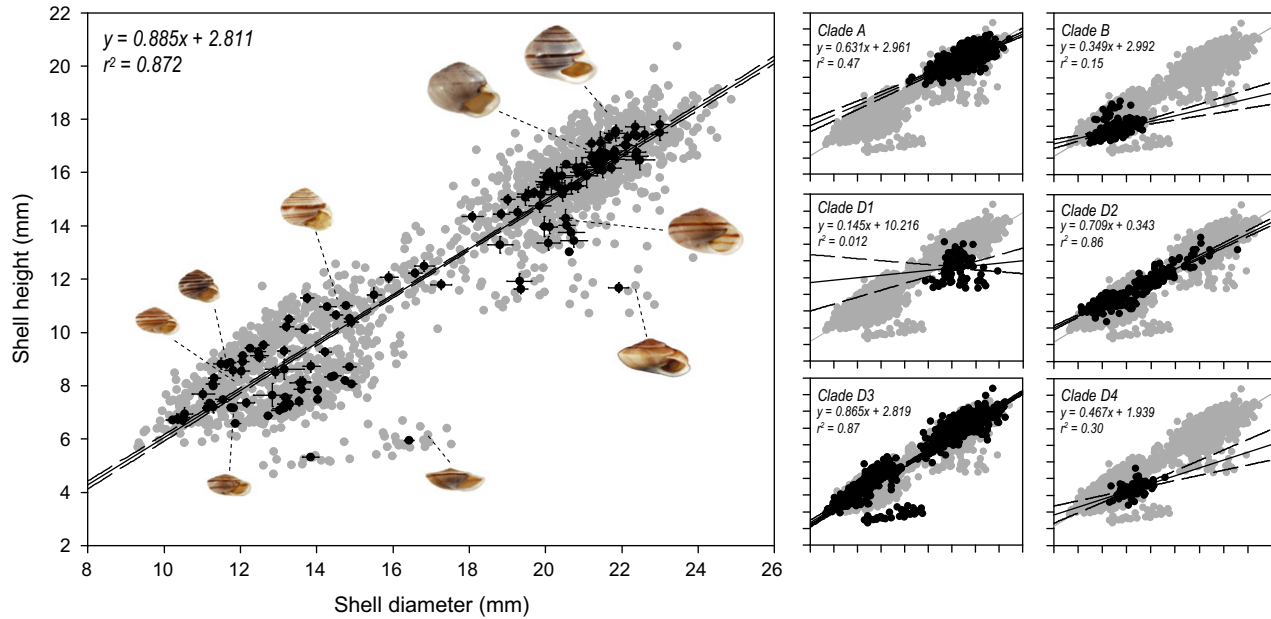 y = 0.885x + 2.811
r² = 0.872
22
20
18
16
14
12
10
8
6
4
2
Shell height (mm)
8 10 12 14 16 18 20 22 24 26
Shell diameter (mm)
Clade A
y = 0.631x + 2.961
r² = 0.47
Clade B
y = 0.349x + 2.992
r² = 0.15
Clade D1
y = 0.145x + 10.216
r² = 0.012
Clade D2
y = 0.709x + 0.343
r² = 0.86
Clade D3
y = 0.865x + 2.819
r² = 0.87
Clade D4
y = 0.467x + 1.939
r² = 0.30